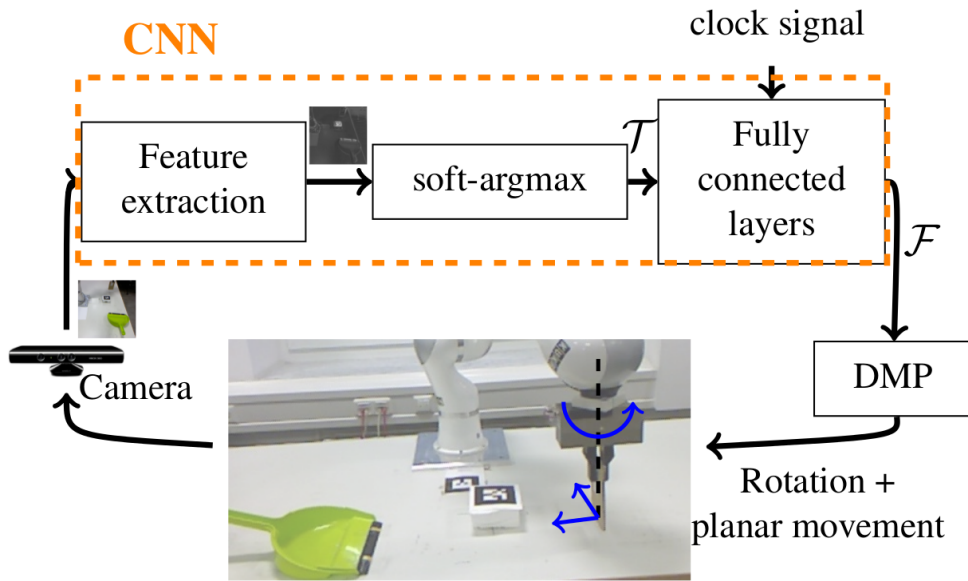 CNN
clock signal
Feature
extraction
soft-argmax
𝒯
Fully
connected
layers
ℱ
Camera
DMP
Rotation +
planar movement